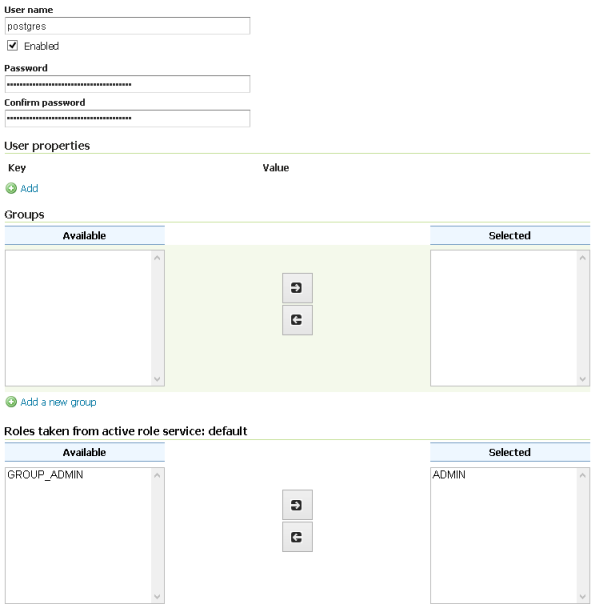 User name
postgres
Enabled
Password
Confirm password
User properties
Key Value
Add
Groups
Available Selected
Add a new group
Roles taken from active role service: default
Available Selected
GROUP_ADMIN ADMIN